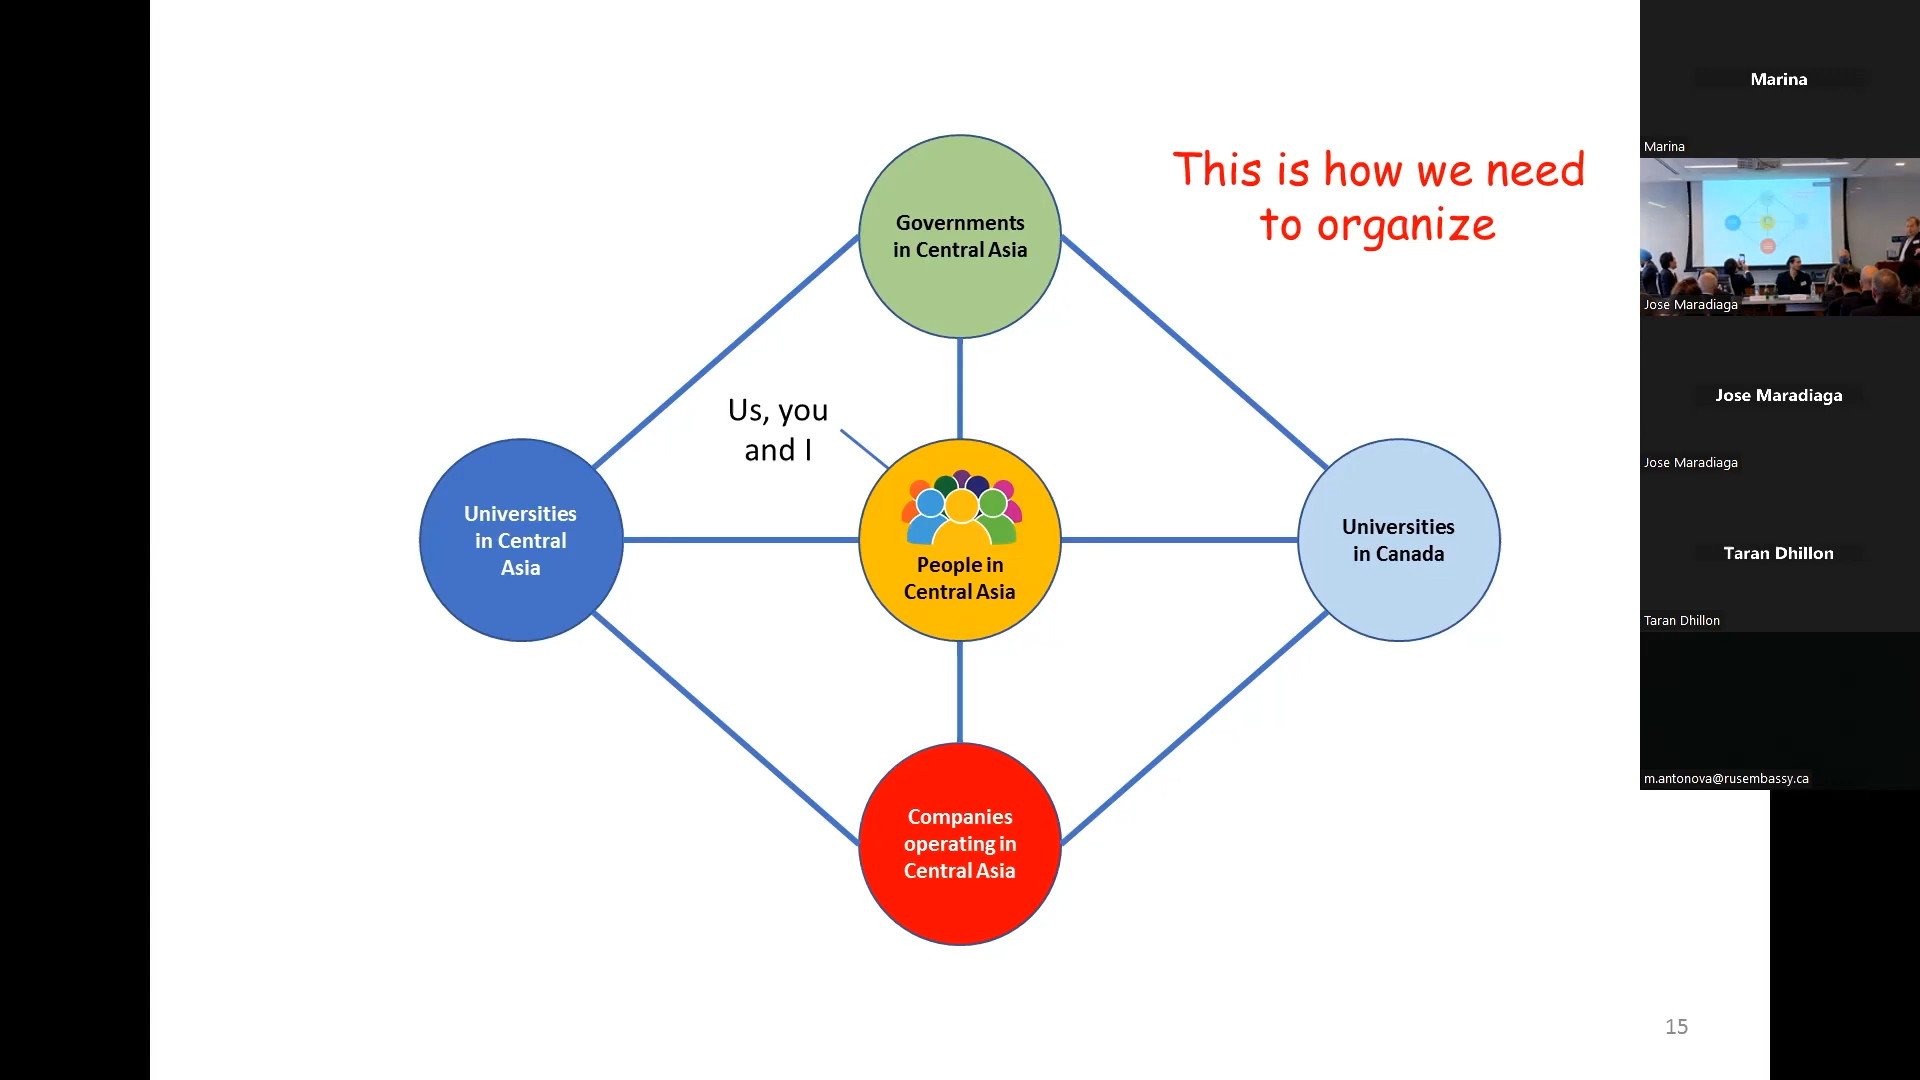 This is how we need
to organize
Governments
in Central Asia
Us, you
and I
Universities
in Central
Asia
People in
Central Asia
Universities
in Canada
Companies
operating in
Central Asia
15
Marina
Marina
Jose Maradiaga
Jose Maradiaga
Jose Maradiaga
Taran Dhillon
Taran Dhillon
m.antonova@rusembassy.ca